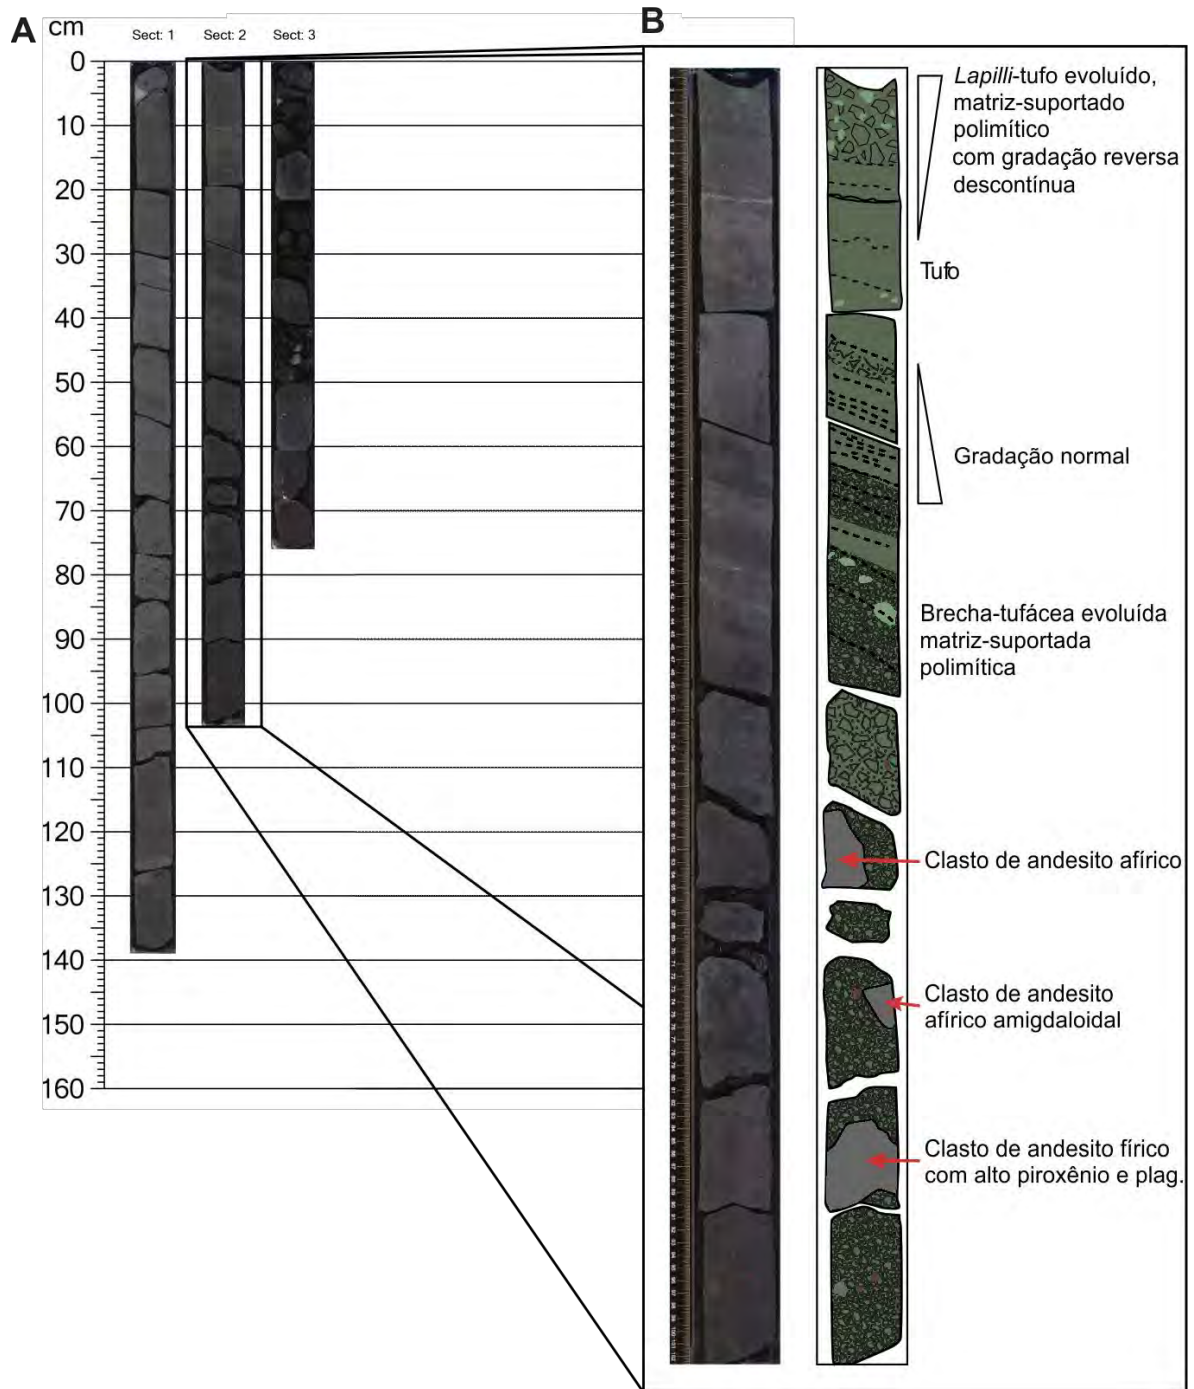 A
cm
Sect: 1
Sect: 2
Sect: 3
0
10
20
30
40
50
60
70
80
90
100
110
120
130
140
150
160
B
Lapilli-tufo evoluído,
matriz-suportado
polimítico
com gradação reversa
descontínua
Tufo
Gradação normal
Brecha-tufácea evoluída
matriz-suportada
polimítica
Clasto de andesito afírico
Clasto de andesito
afírico amigdaloidal
Clasto de andesito fírico
com alto piroxênio e plag.